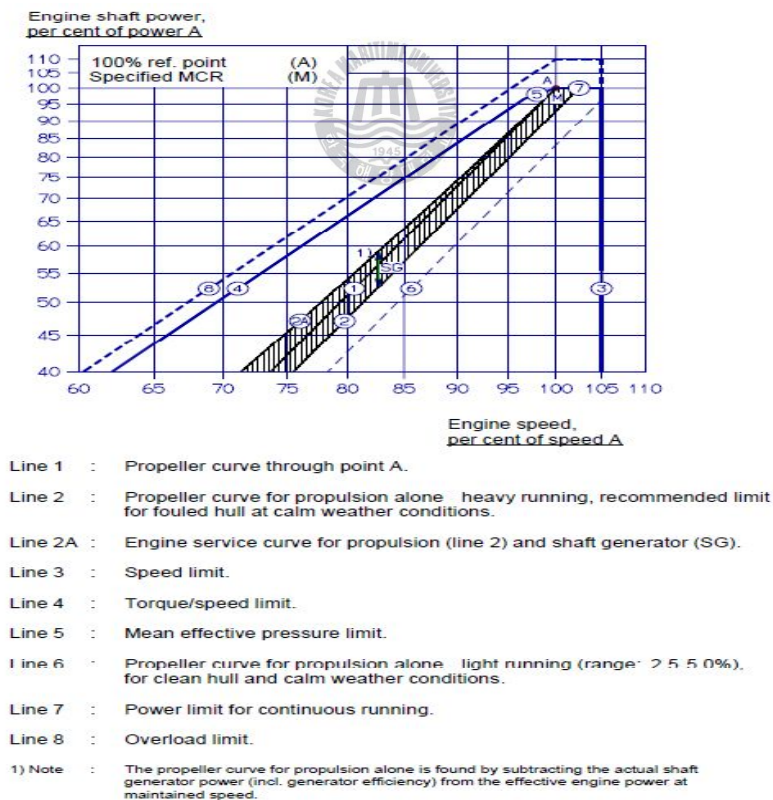 Engine shaft power,
per cent of power A
110
105
100
95
90
85
80
75
70
65
60
55
50
45
40
100% ref. point (A)
Specified MCR (M)
KOREA MARITIME UNIVERSITY
1945
A
M
5
7
1)
SG
8
4
1
6
3
2A
2
60 65 70 75 80 85 90 95 100 105 110
Engine speed,
per cent of speed A
Line 1 : Propeller curve through point A.
Line 2 : Propeller curve for propulsion alone heavy running, recommended limit
for fouled hull at calm weather conditions.
Line 2A : Engine service curve for propulsion (line 2) and shaft generator (SG).
Line 3 : Speed limit.
Line 4 : Torque/speed limit.
Line 5 : Mean effective pressure limit.
Line 6 : Propeller curve for propulsion alone light running (range: 2.5 5.0%),
for clean hull and calm weather conditions.
Line 7 : Power limit for continuous running.
Line 8 : Overload limit.
1) Note : The propeller curve for propulsion alone is found by subtracting the actual shaft
generator power (incl. generator efficiency) from the effective engine power at
maintained speed.